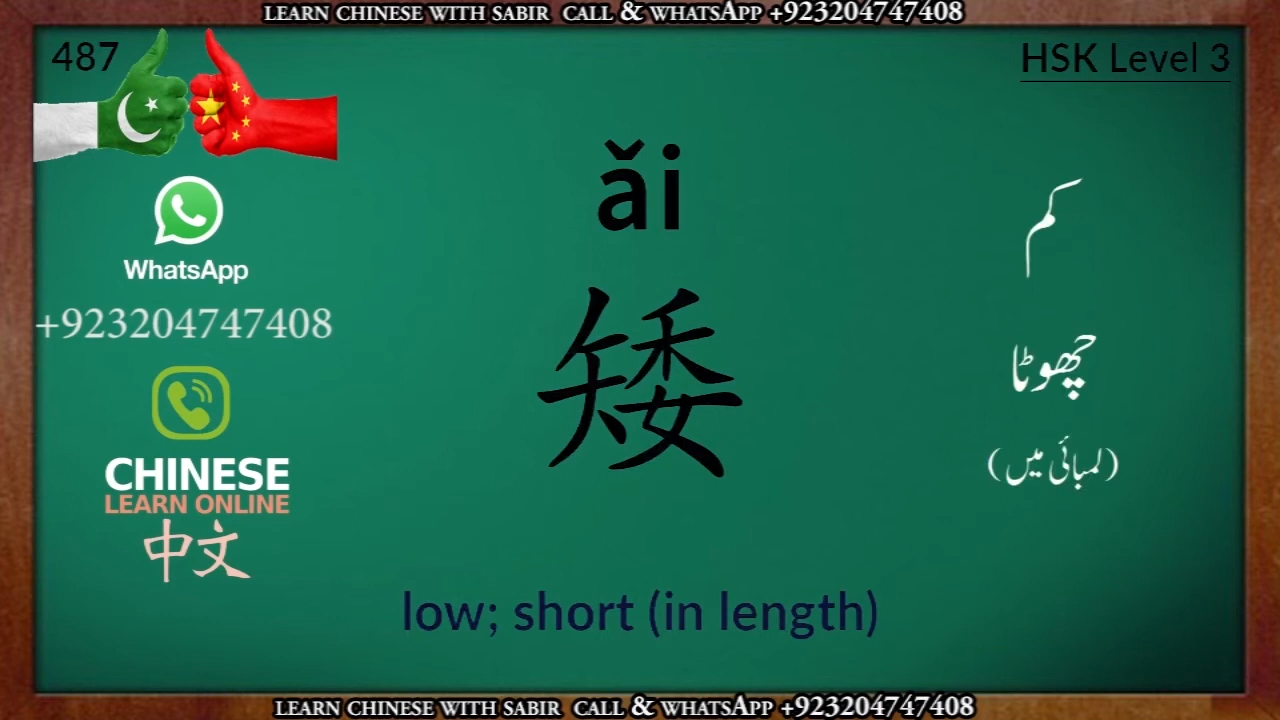 LEARN CHINESE WITH SABIR CALL & WHATSAPP +923204747408
487
HSK Level 3
WhatsApp
+923204747408
CHINESE
LEARN ONLINE
中文
ǎi
矮
کم
چھوٹا
(لمبائی میں)
low; short (in length)
LEARN CHINESE WITH SABIR CALL & WHATSAPP +923204747408